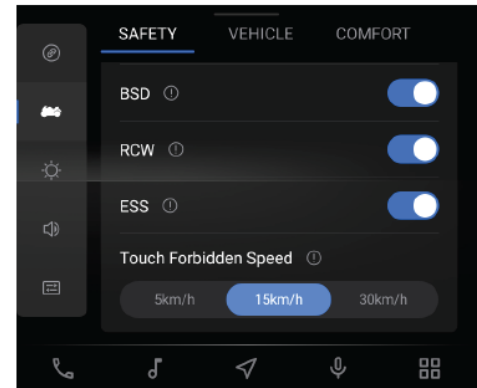 SAFETY VEHICLE COMFORT
BSD
RCW
ESS
Touch Forbidden Speed
5km/h 15km/h 30km/h